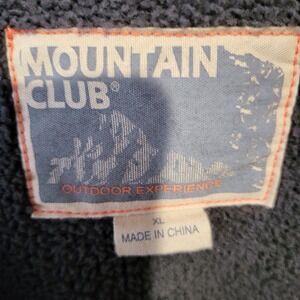 MOUNTAIN
CLUB®
OUTDOOR EXPERIENCE
XL
MADE IN CHINA